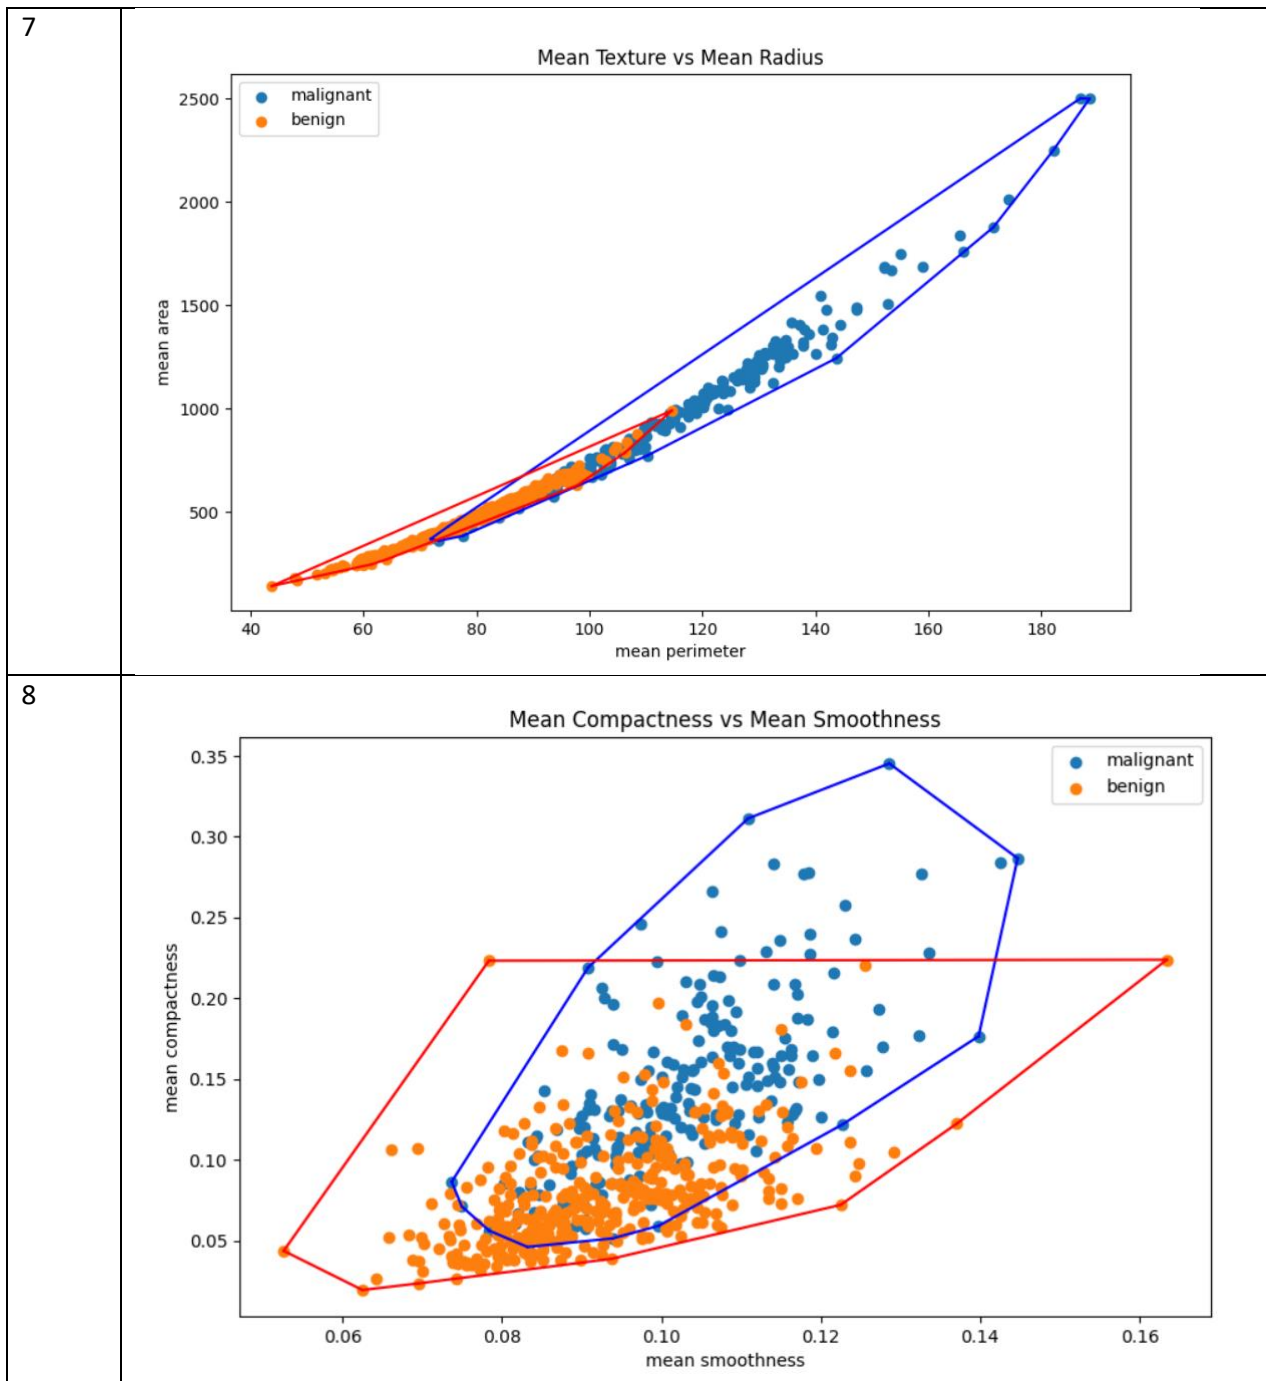 7
Mean Texture vs Mean Radius
malignant
benign
2500
2000
1500
1000
500
mean area
40 60 80 100 120 140 160 180
mean perimeter
8
Mean Compactness vs Mean Smoothness
malignant
benign
0.35
0.30
0.25
0.20
0.15
0.10
0.05
mean compactness
0.06 0.08 0.10 0.12 0.14 0.16
mean smoothness